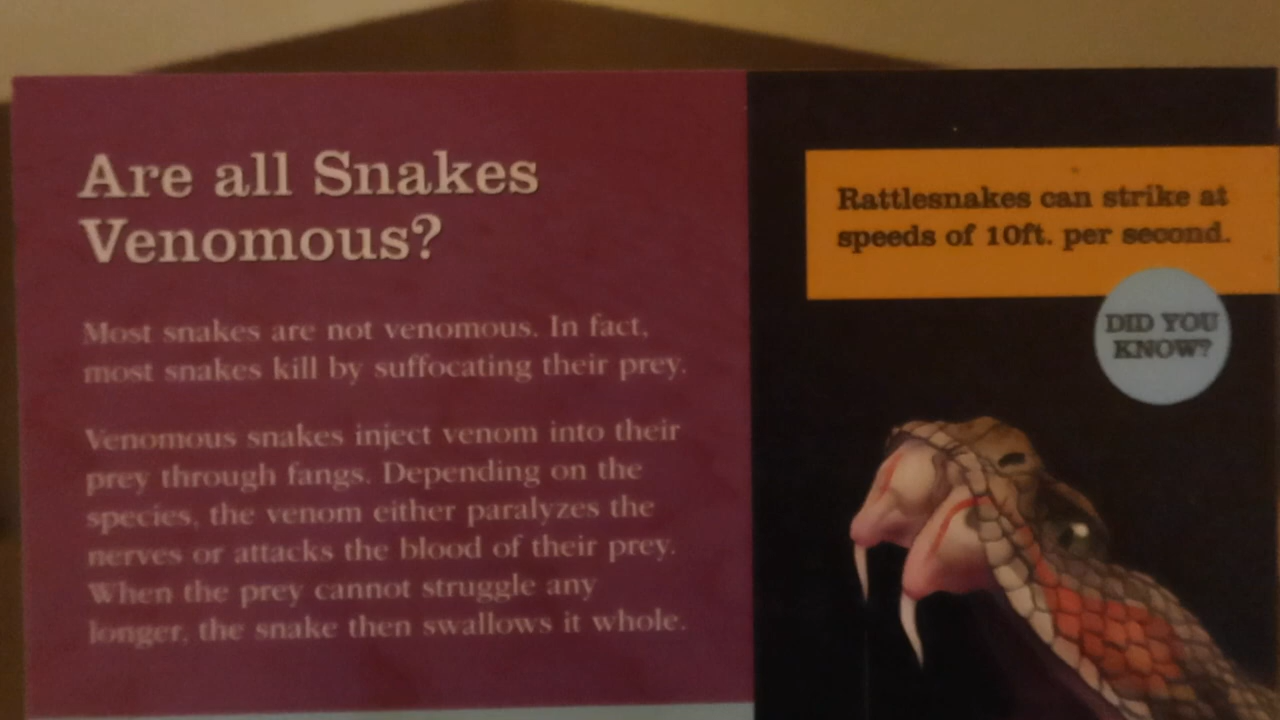 Are all Snakes
Venomous?
Most snakes are not venomous. In fact,
most snakes kill by suffocating their prey.
Venomous snakes inject venom into their
prey through fangs. Depending on the
species, the venom either paralyzes the
nerves or attacks the blood of their prey.
When the prey cannot struggle any
longer, the snake then swallows it whole.
Rattlesnakes can strike at
speeds of 10ft. per second.
DID YOU
KNOW?